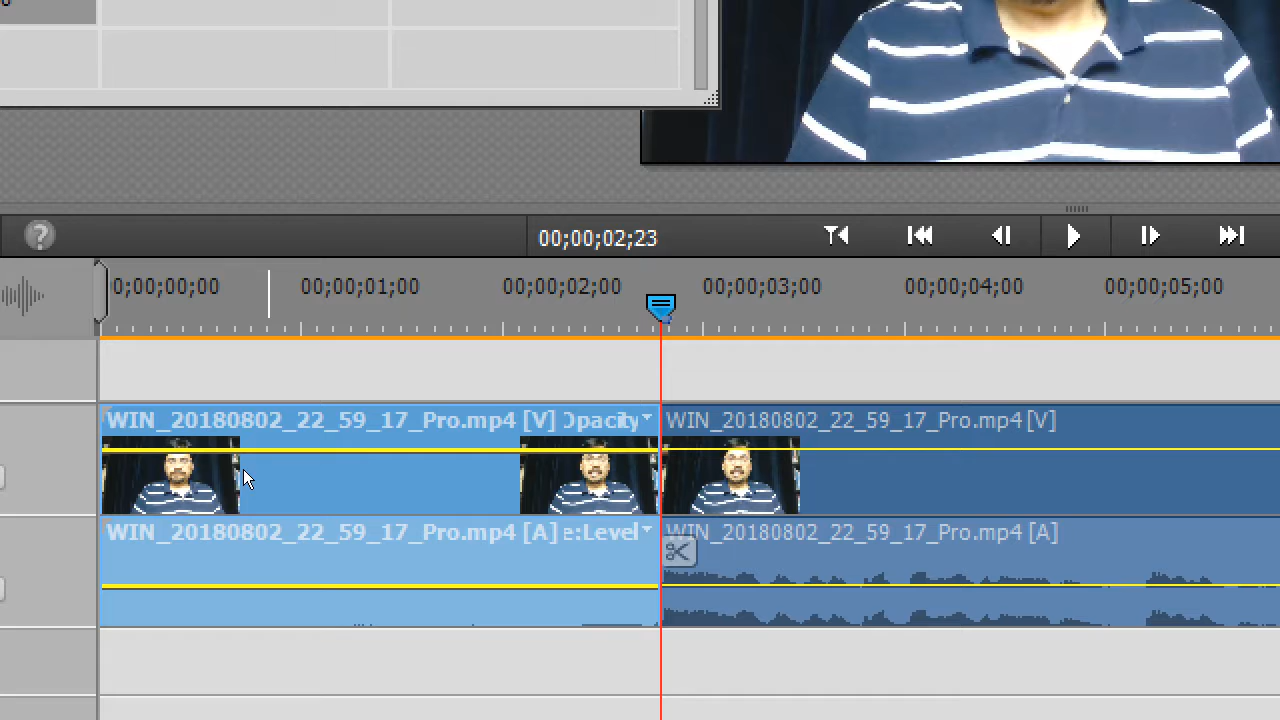 ?
00;00;02;23
0;00;00;00 00;00;01;00 00;00;02;00 00;00;03;00 00;00;04;00 00;00;05;00
WIN_20180802_22_59_17_Pro.mp4 [V] Opacity WIN_20180802_22_59_17_Pro.mp4 [V]
WIN_20180802_22_59_17_Pro.mp4 [A] e:Level WIN_20180802_22_59_17_Pro.mp4 [A]